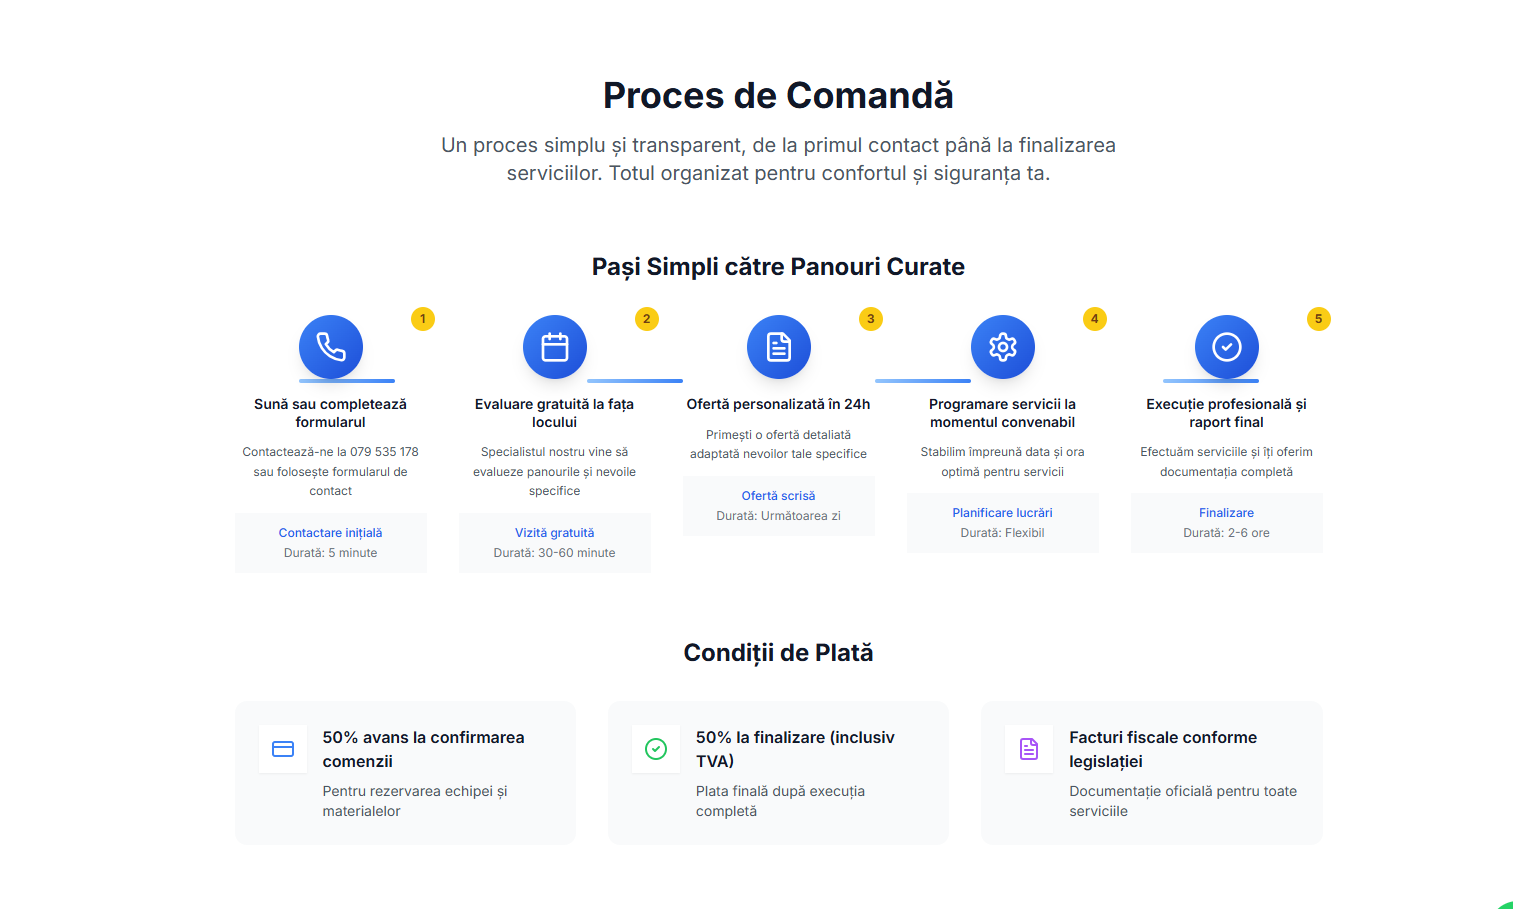 Proces de Comandă
Un proces simplu și transparent, de la primul contact până la finalizarea
serviciilor. Totul organizat pentru confortul și siguranța ta.
Pași Simpli către Panouri Curate
1
Sună sau completează
formularul
Contactează-ne la 079 535 178
sau folosește formularul de
contact
Contactare inițială
Durată: 5 minute
2
Evaluare gratuită la fața
locului
Specialistul nostru vine să
evalueze panourile și nevoile
specifice
Vizită gratuită
Durată: 30-60 minute
3
Ofertă personalizată în 24h
Primești o ofertă detaliată
adaptată nevoilor tale specifice
Ofertă scrisă
Durată: Următoarea zi
4
Programare servicii la
momentul convenabil
Stabilim împreună data și ora
optimă pentru servicii
Planificare lucrări
Durată: Flexibil
5
Execuție profesională și
raport final
Efectuăm serviciile și îți oferim
documentația completă
Finalizare
Durată: 2-6 ore
Condiții de Plată
50% avans la confirmarea
comenzii
Pentru rezervarea echipei și
materialelor
50% la finalizare (inclusiv
TVA)
Plata finală după execuția
completă
Facturi fiscale conforme
legislației
Documentație oficială pentru toate
serviciile